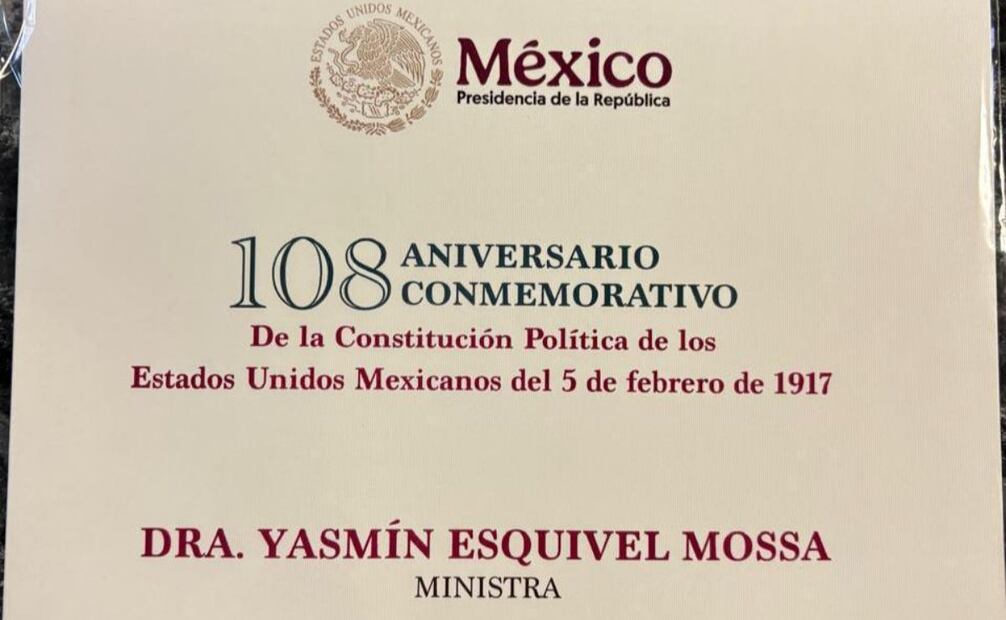 ESTADOS UNIDOS MEXICANOS
México
Presidencia de la República
108 ANIVERSARIO
CONMEMORATIVO
De la Constitución Política de los
Estados Unidos Mexicanos del 5 de febrero de 1917
DRA. YASMÍN ESQUIVEL MOSSA
MINISTRA